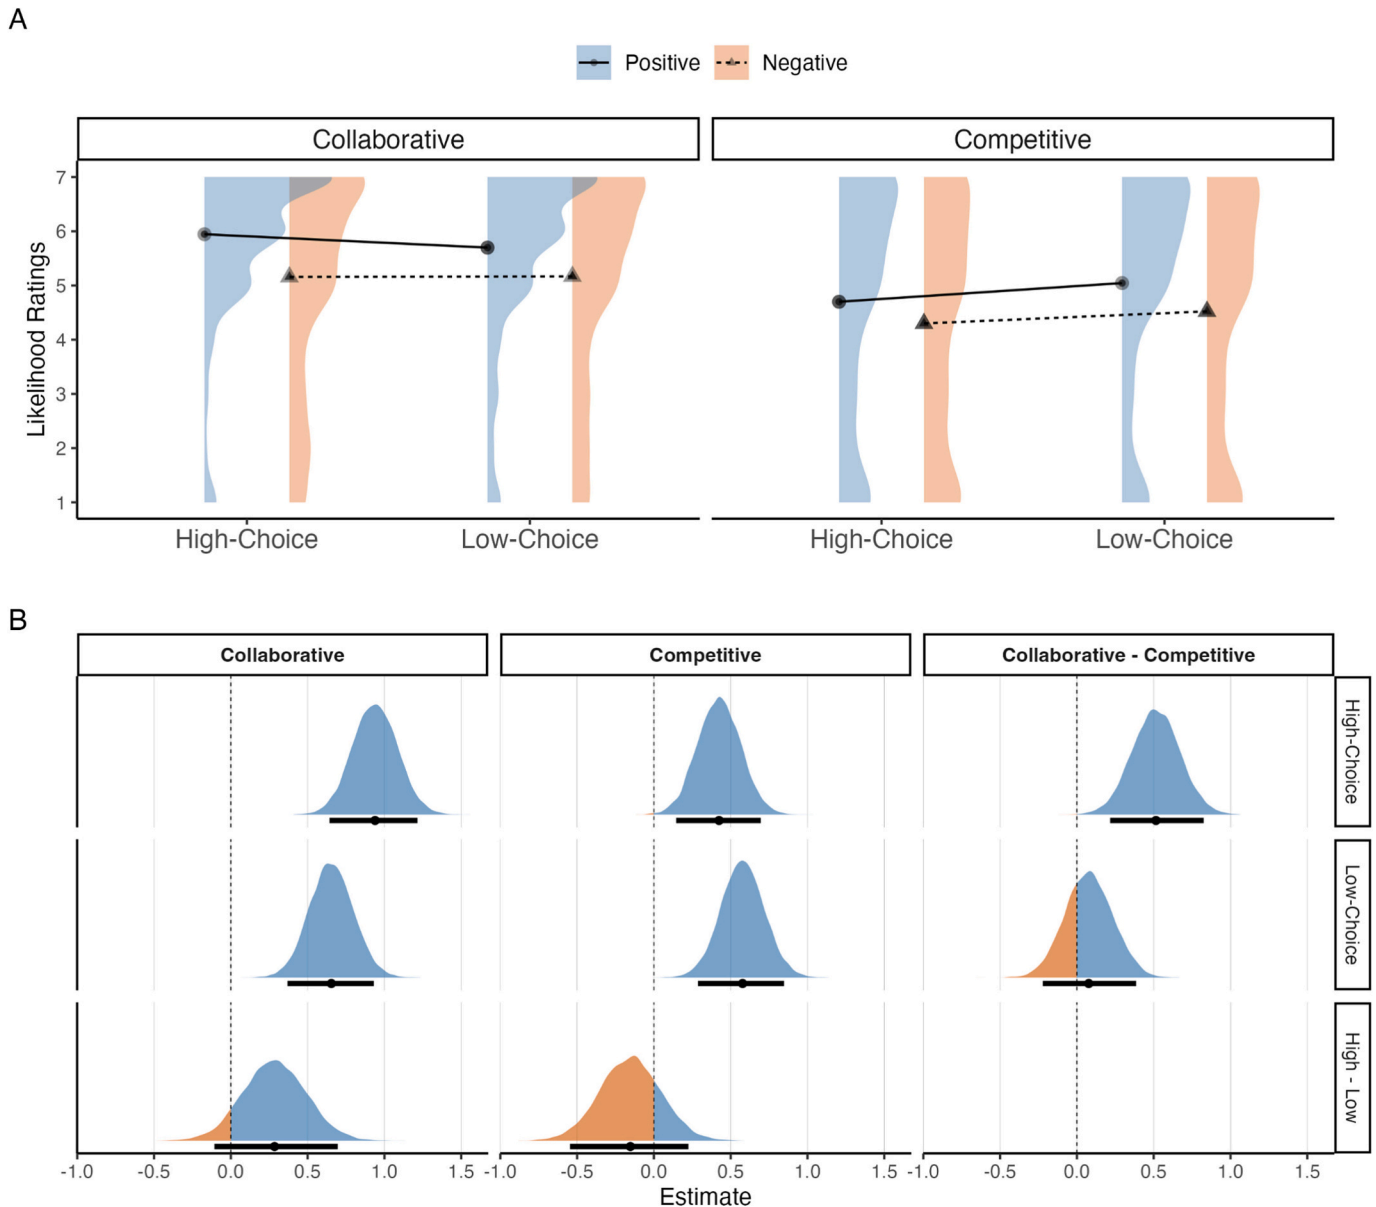 A
Positive Negative
Collaborative Competitive
Likelihood Ratings
7
6
5
4
3
2
1
High-Choice Low-Choice High-Choice Low-Choice
B
Collaborative Competitive Collaborative - Competitive
High-Choice
Low-Choice
High - Low
-1.0 -0.5 0.0 0.5 1.0 1.5 -1.0 -0.5 0.0 0.5 1.0 1.5 -1.0 -0.5 0.0 0.5 1.0 1.5
Estimate